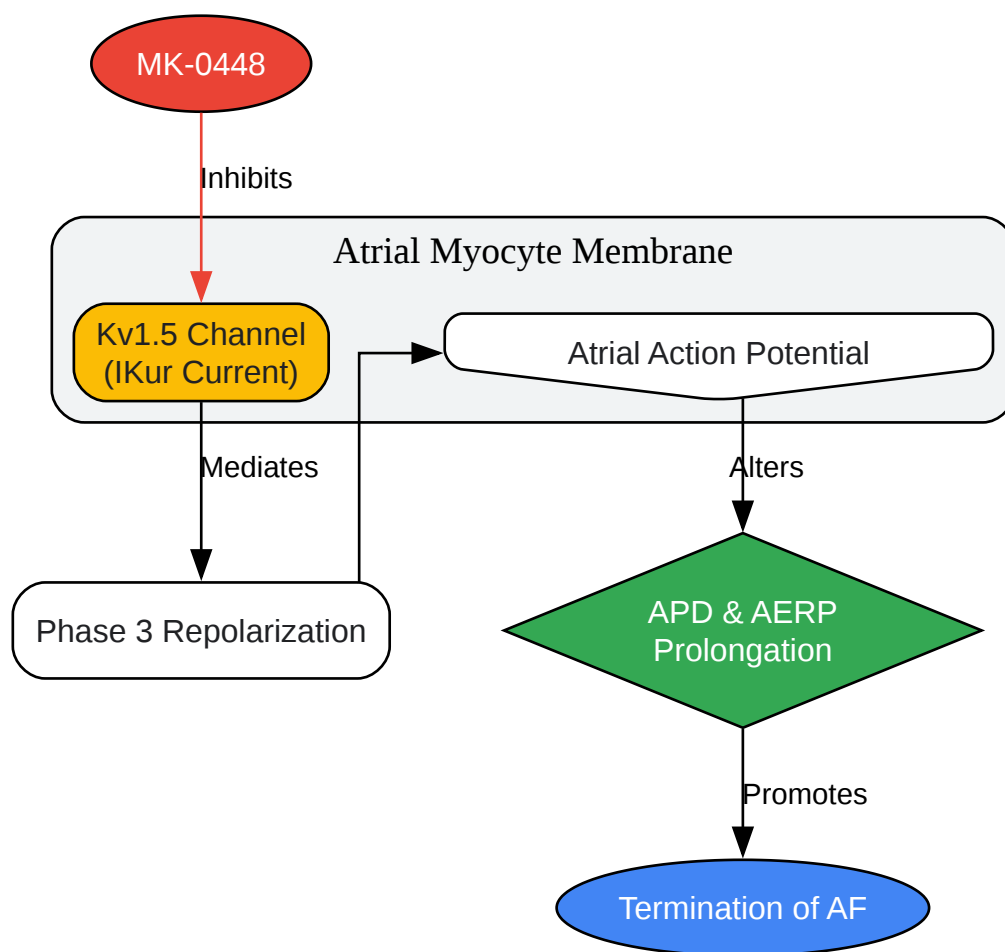 MK-0448
Inhibits
Atrial Myocyte Membrane
Kv1.5 Channel
(IKur Current)
Atrial Action Potential
Mediates
Alters
Phase 3 Repolarization
APD & AERP
Prolongation
Promotes
Termination of AF